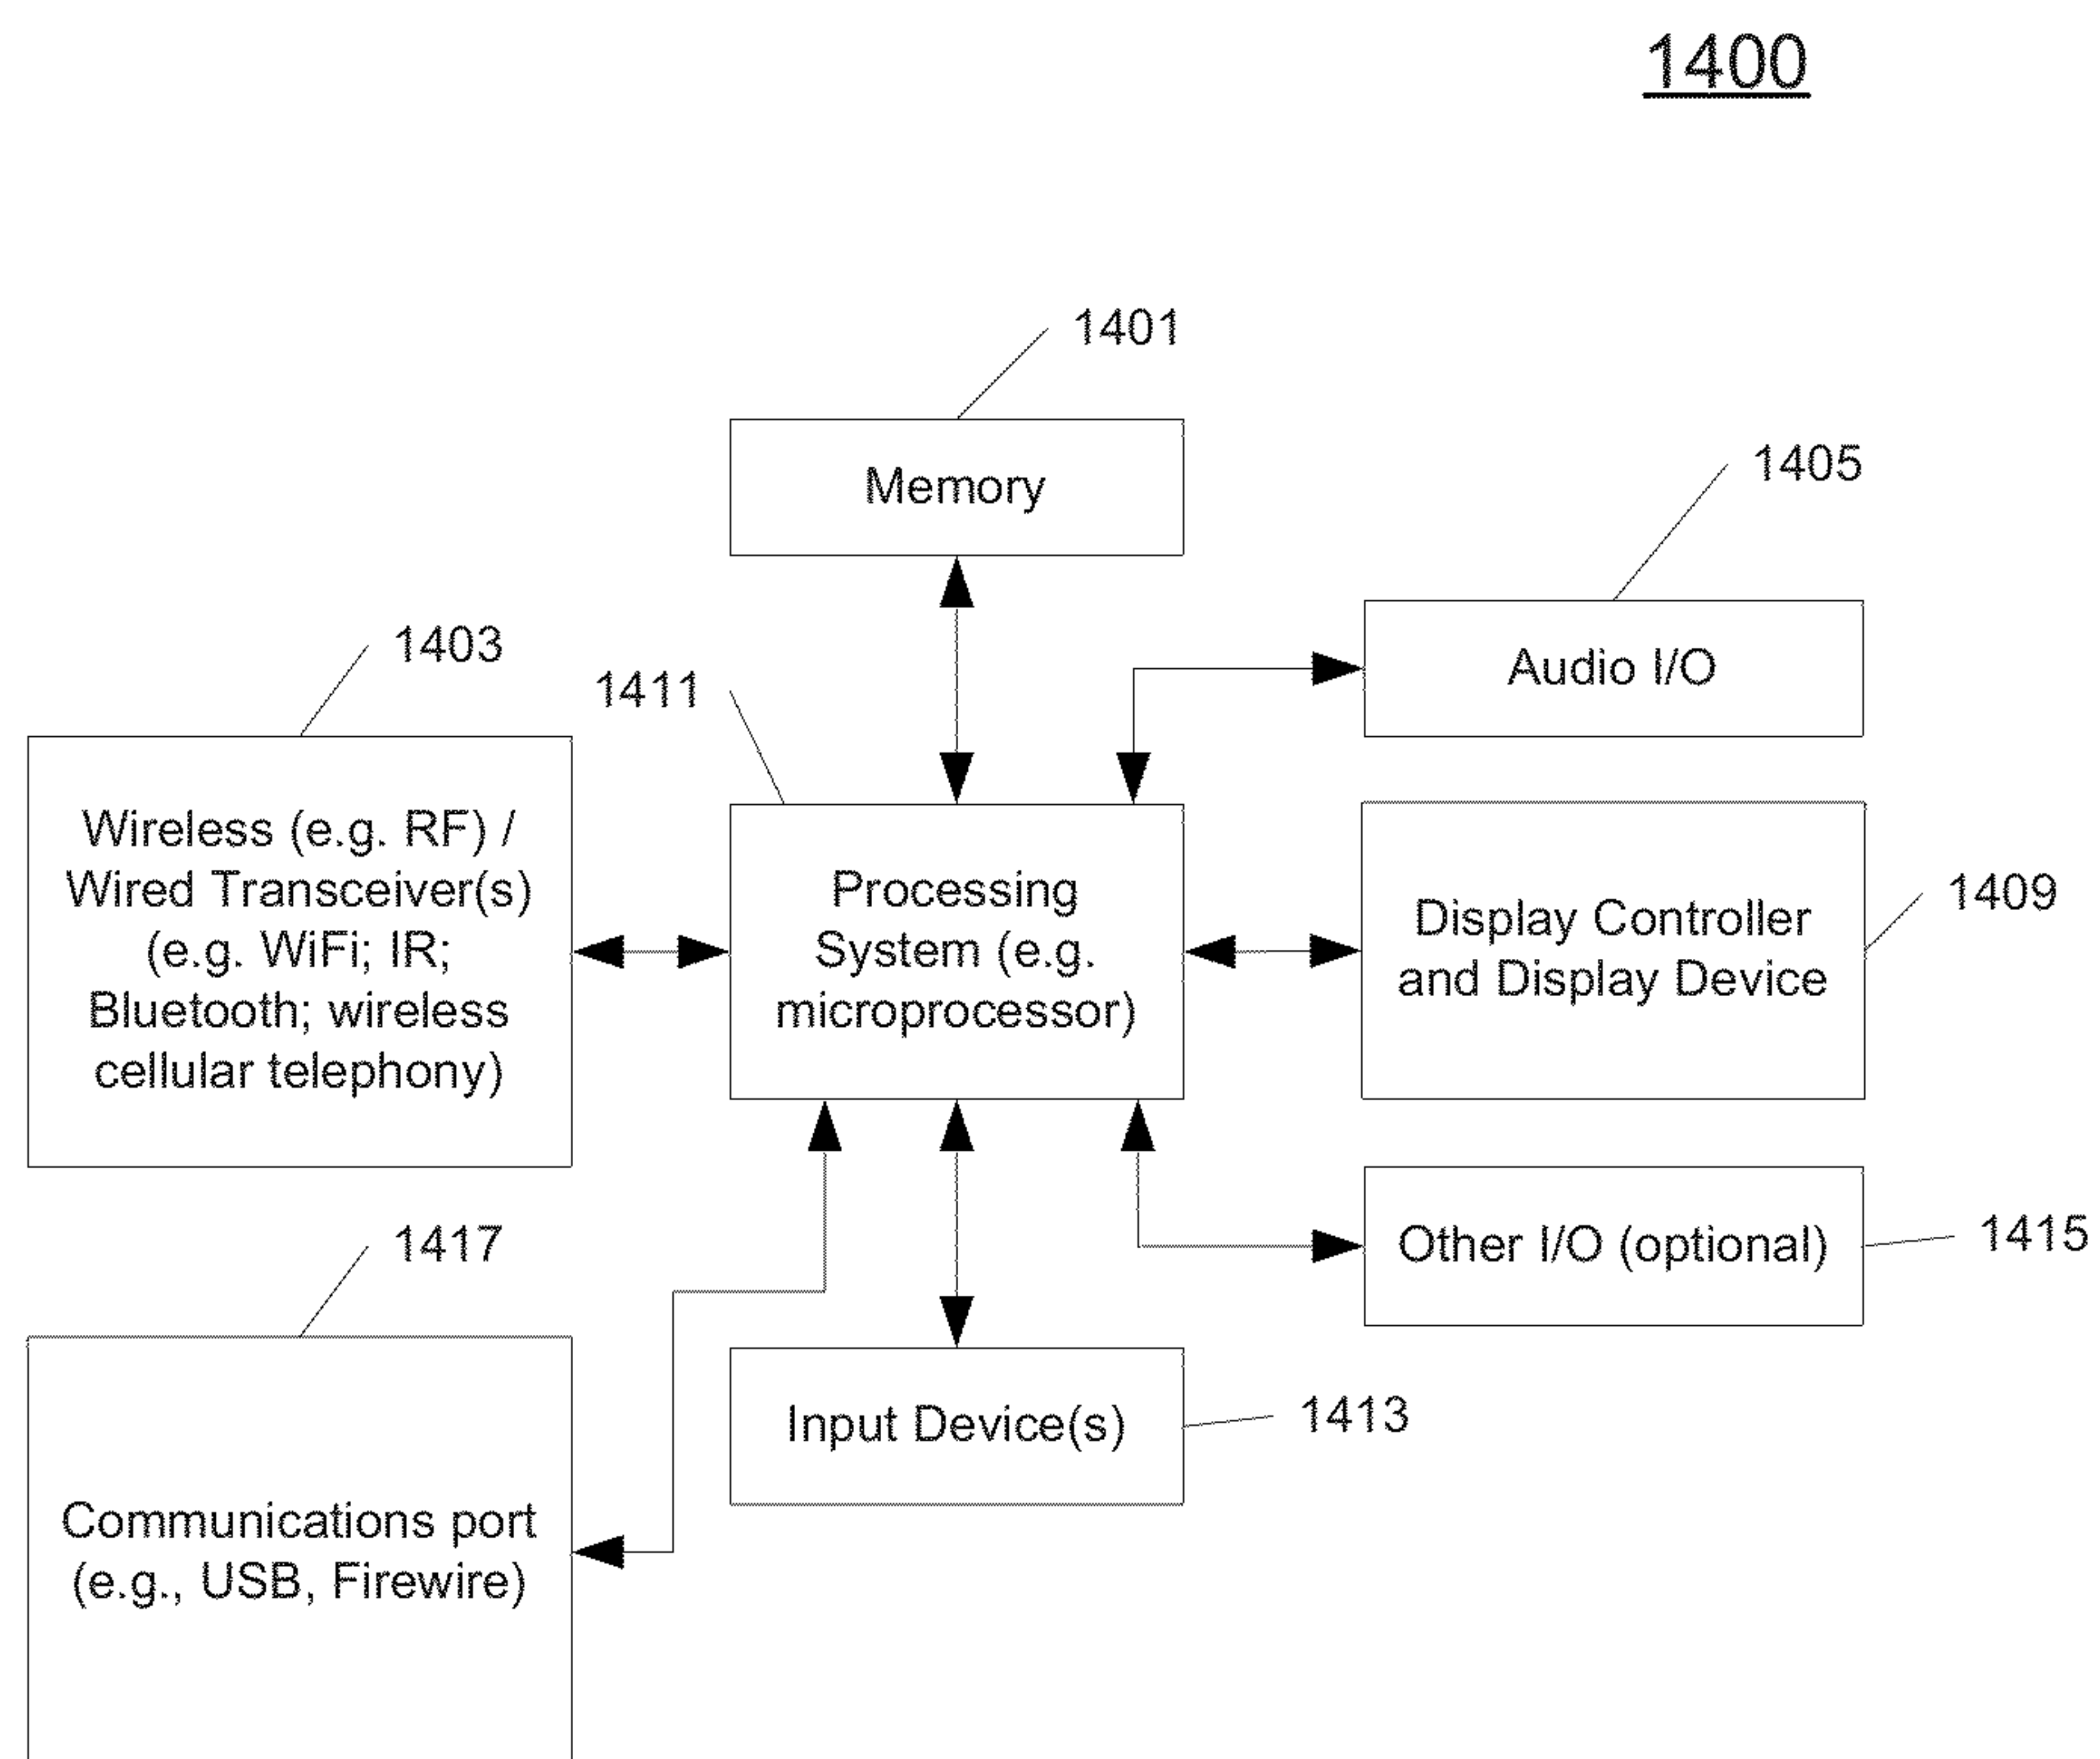 1400
1401
Memory
1405
Audio I/O
1403
1411
Wireless (e.g. RF) /
Wired Transceiver(s)
(e.g. WiFi; IR;
Bluetooth; wireless
cellular telephony)
Processing
System (e.g.
microprocessor)
Display Controller
and Display Device
1409
1417
Other I/O (optional)
1415
Input Device(s)
1413
Communications port
(e.g., USB, Firewire)